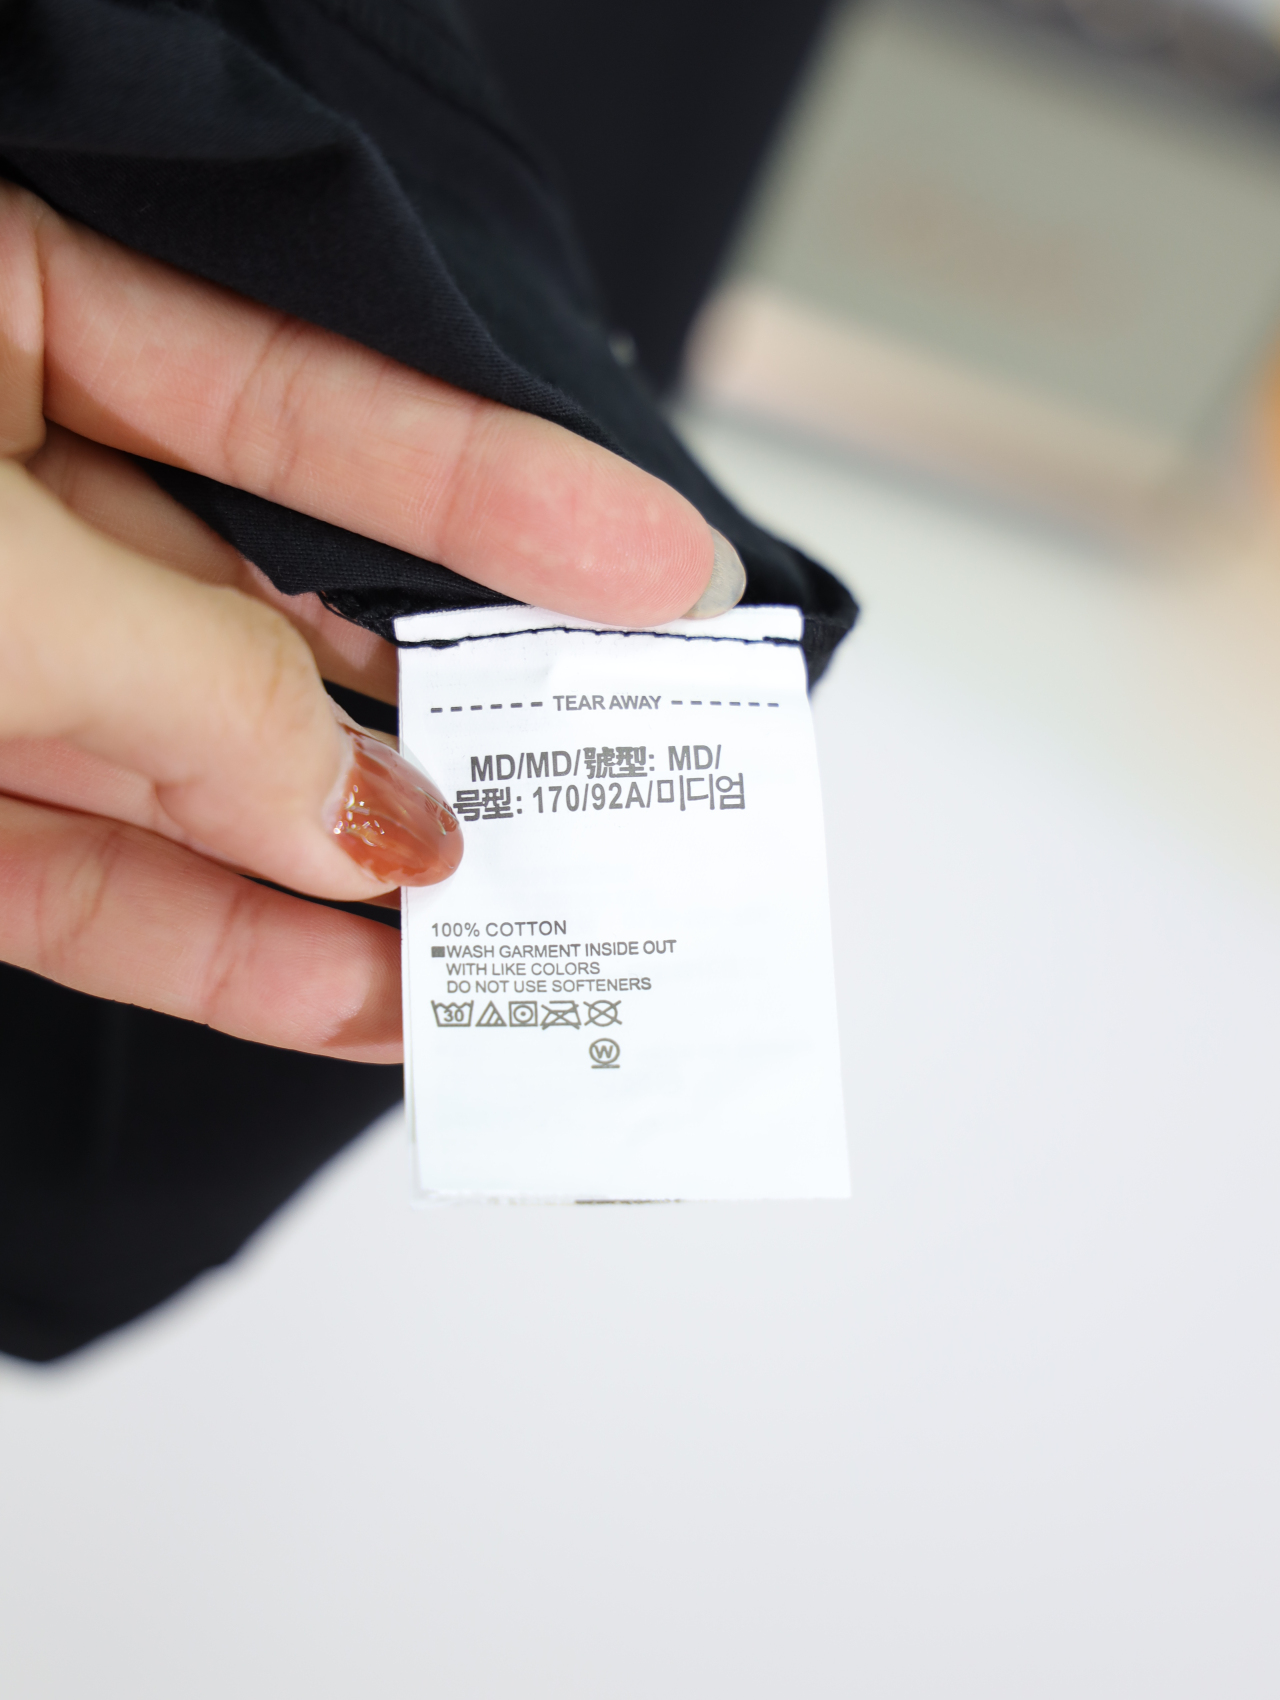 TEAR AWAY
MD/MD/號型: MD/
号型: 170/92A/미디엄
100% COTTON
WASH GARMENT INSIDE OUT
WITH LIKE COLORS
DO NOT USE SOFTENERS
30
W